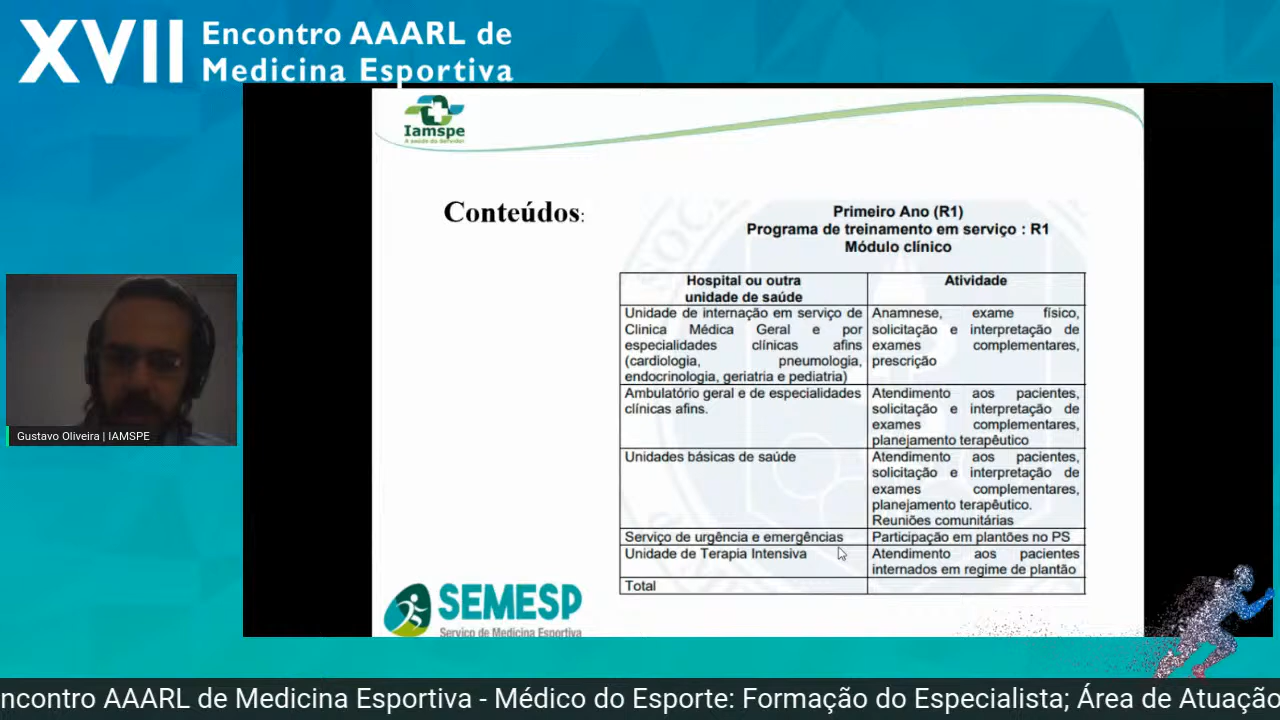 XVII
Encontro AAARL de
Medicina Esportiva
Iamspe
A saúde do Servidor
Conteúdos:
Primeiro Ano (R1)
Programa de treinamento em serviço : R1
Módulo clínico
Hospital ou outra
unidade de saúde
Atividade
Unidade de internação em serviço de
Clinica Médica Geral e por
especialidades clínicas afins
(cardiologia, pneumologia,
endocrinologia, geriatria e pediatria)
Anamnese, exame físico,
solicitação e interpretação de
exames complementares,
prescrição
Ambulatório geral e de especialidades
clínicas afins.
Atendimento aos pacientes,
solicitação e interpretação de
exames complementares,
planejamento terapêutico
Unidades básicas de saúde
Atendimento aos pacientes,
solicitação e interpretação de
exames complementares,
planejamento terapêutico.
Reuniões comunitárias
Serviço de urgência e emergências
Participação em plantões no PS
Unidade de Terapia Intensiva
Atendimento aos pacientes
internados em regime de plantão
Total
SEMESP
Serviço de Medicina Esportiva
Gustavo Oliveira | IAMSPE
ncontro AAARL de Medicina Esportiva - Médico do Esporte: Formação do Especialista; Área de Atuação